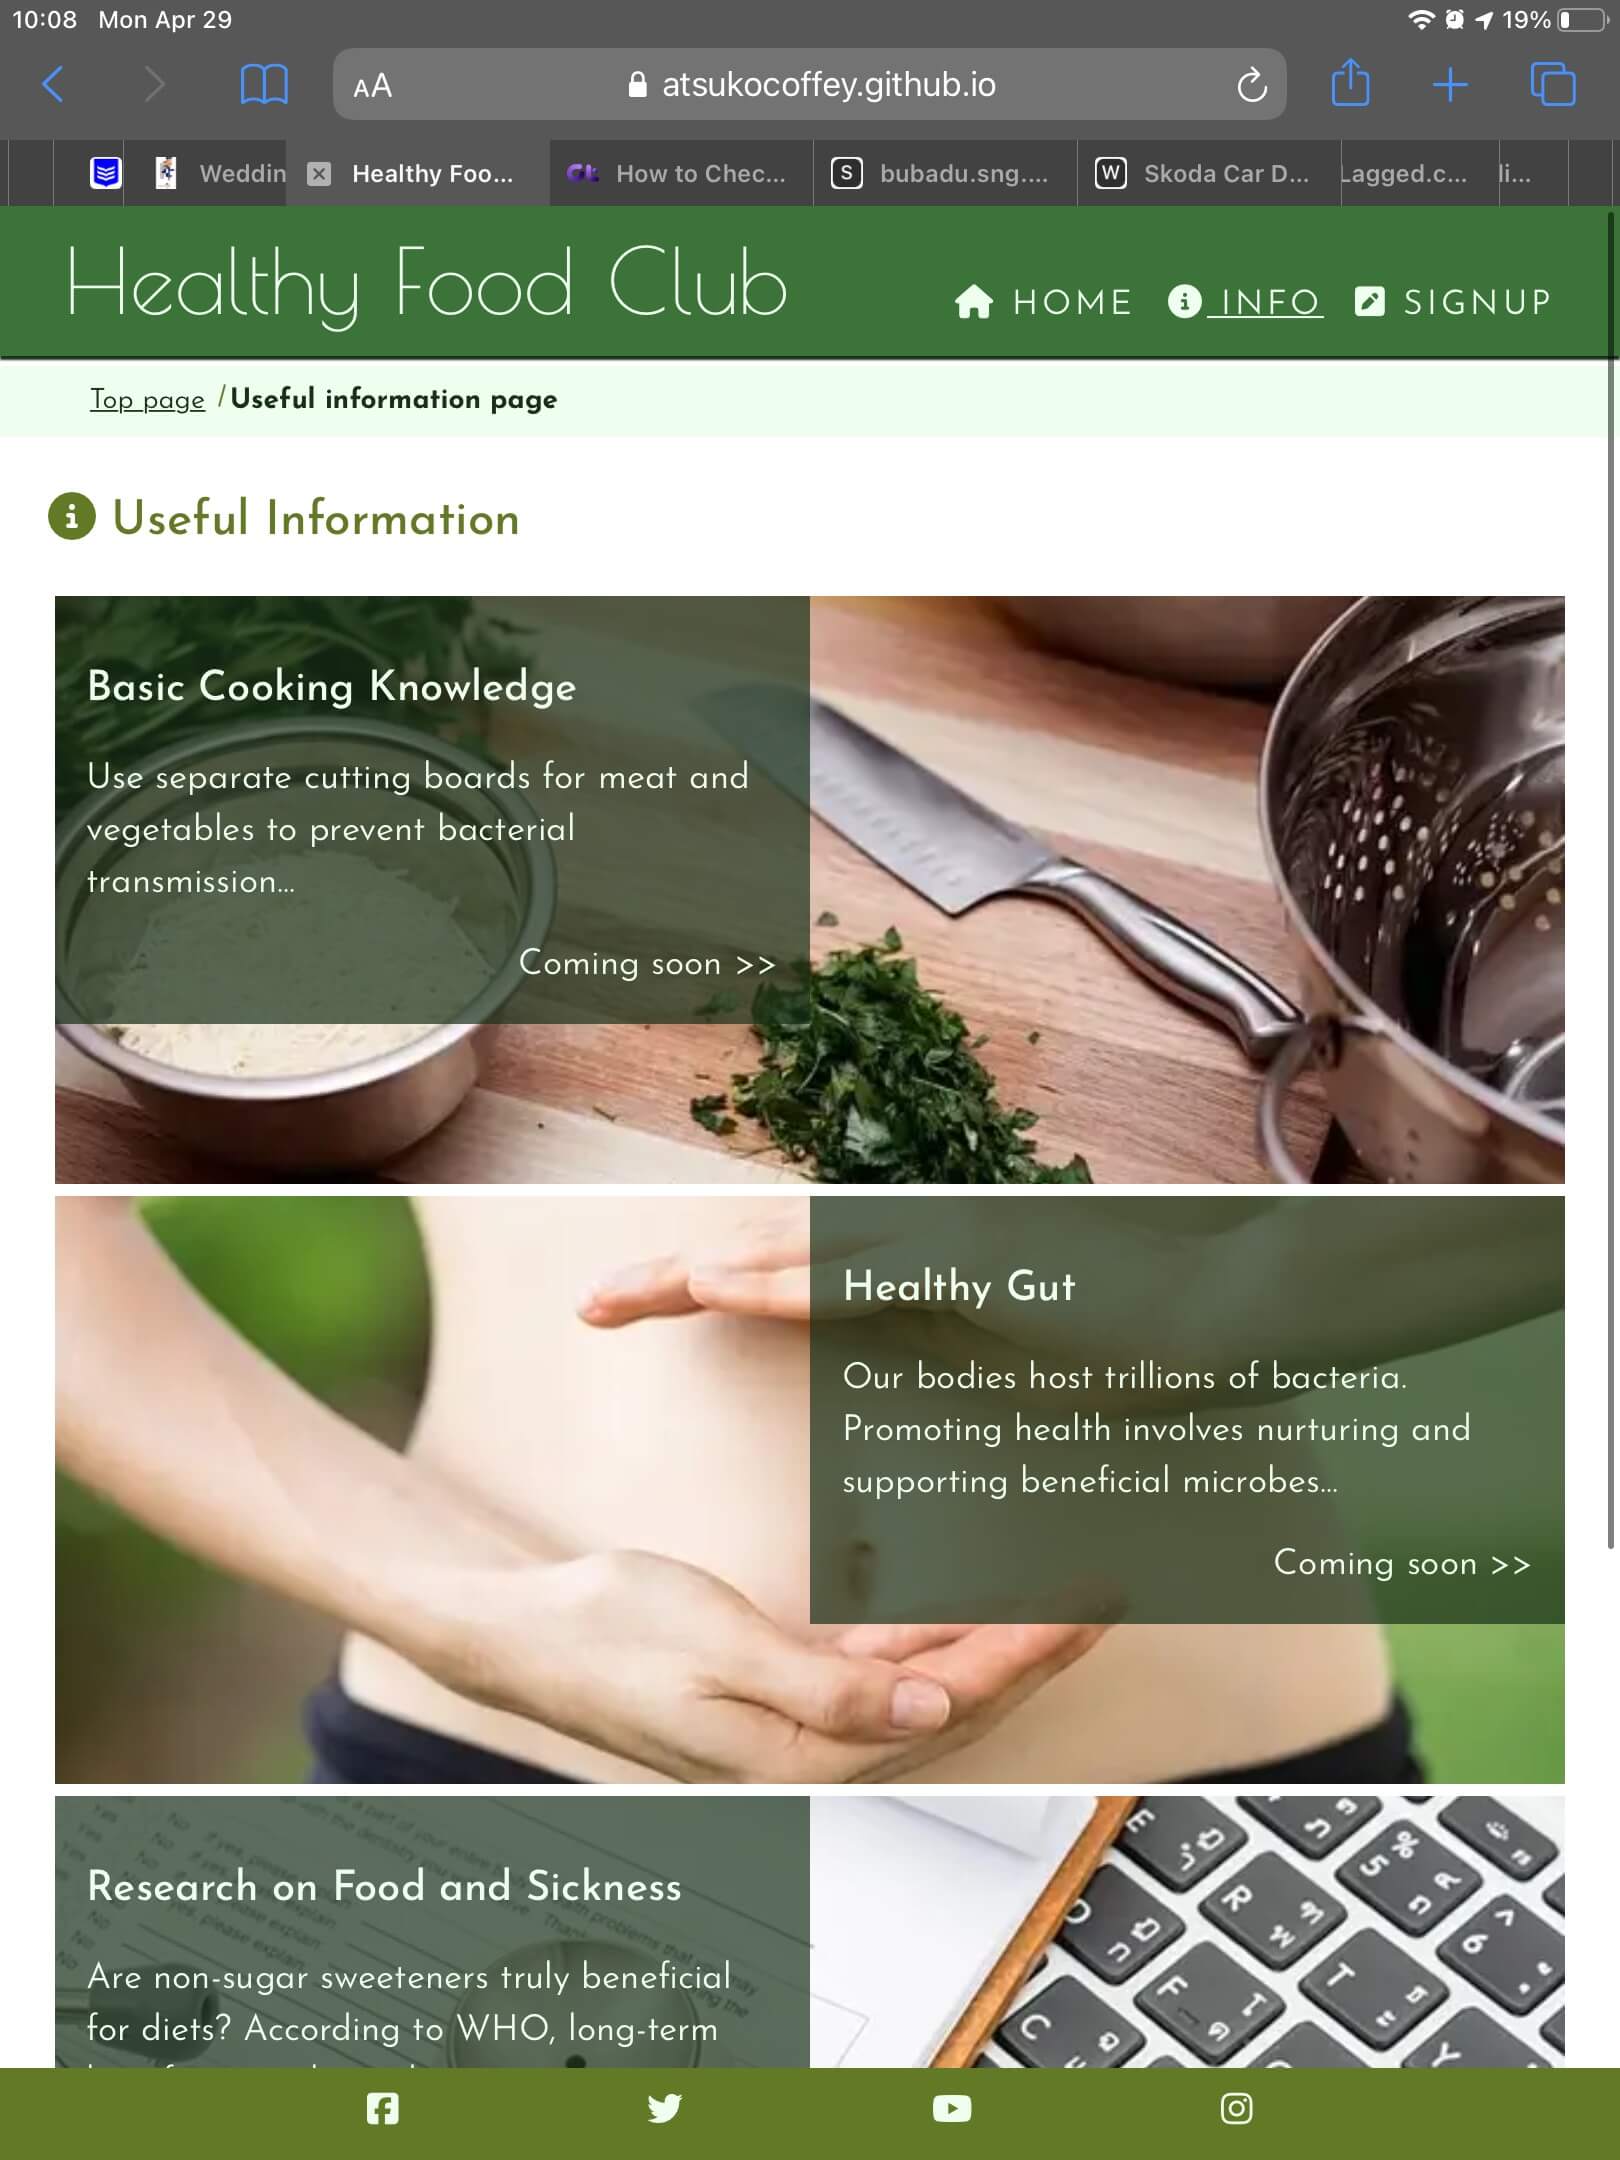 10:08 Mon Apr 29
19%
AA
atsukocoffey.github.io
Weddin
Healthy Foo...
How to Chec...
S
bubadu.sng....
W
Skoda Car D...
Lagged.c...
li...
Healthy Food Club
HOME
INFO
SIGNUP
Top page / Useful information page
Useful Information
Basic Cooking Knowledge
Use separate cutting boards for meat and
vegetables to prevent bacterial
transmission...
Coming soon >>
Healthy Gut
Our bodies host trillions of bacteria.
Promoting health involves nurturing and
supporting beneficial microbes...
Coming soon >>
Research on Food and Sickness
Are non-sugar sweeteners truly beneficial
for diets? According to WHO, long-term